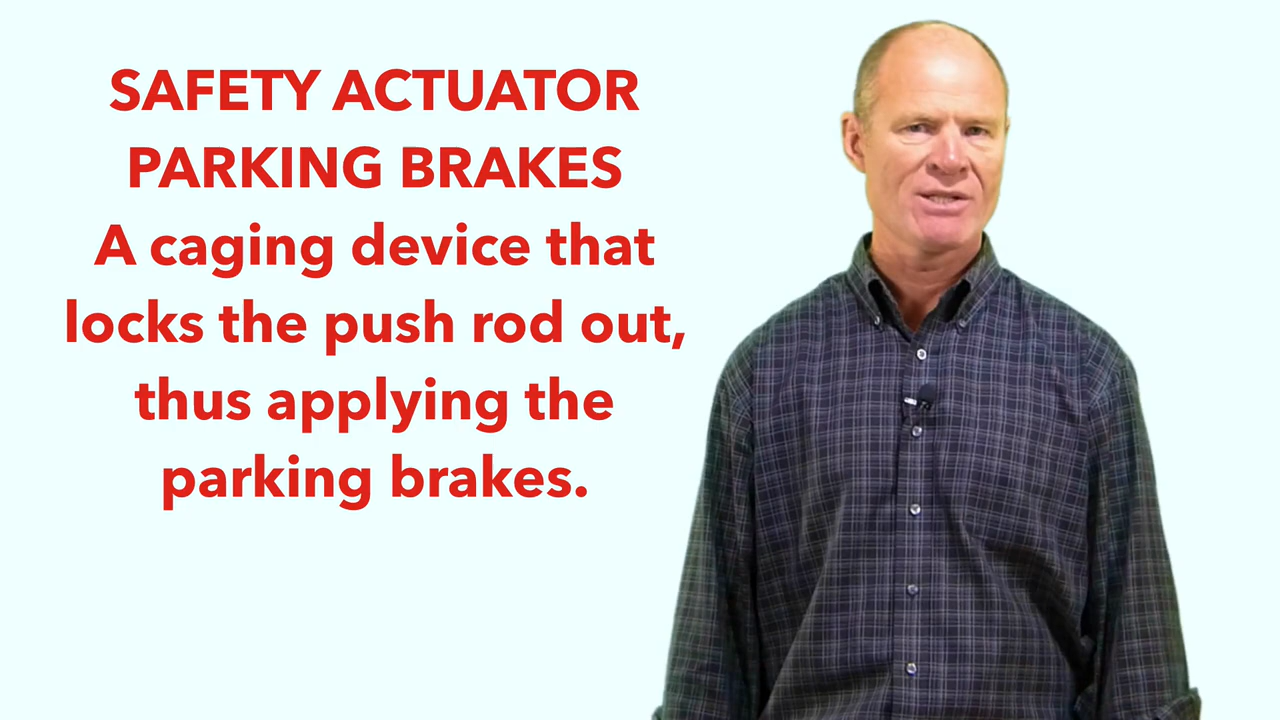 SAFETY ACTUATOR
PARKING BRAKES
A caging device that
locks the push rod out,
thus applying the
parking brakes.